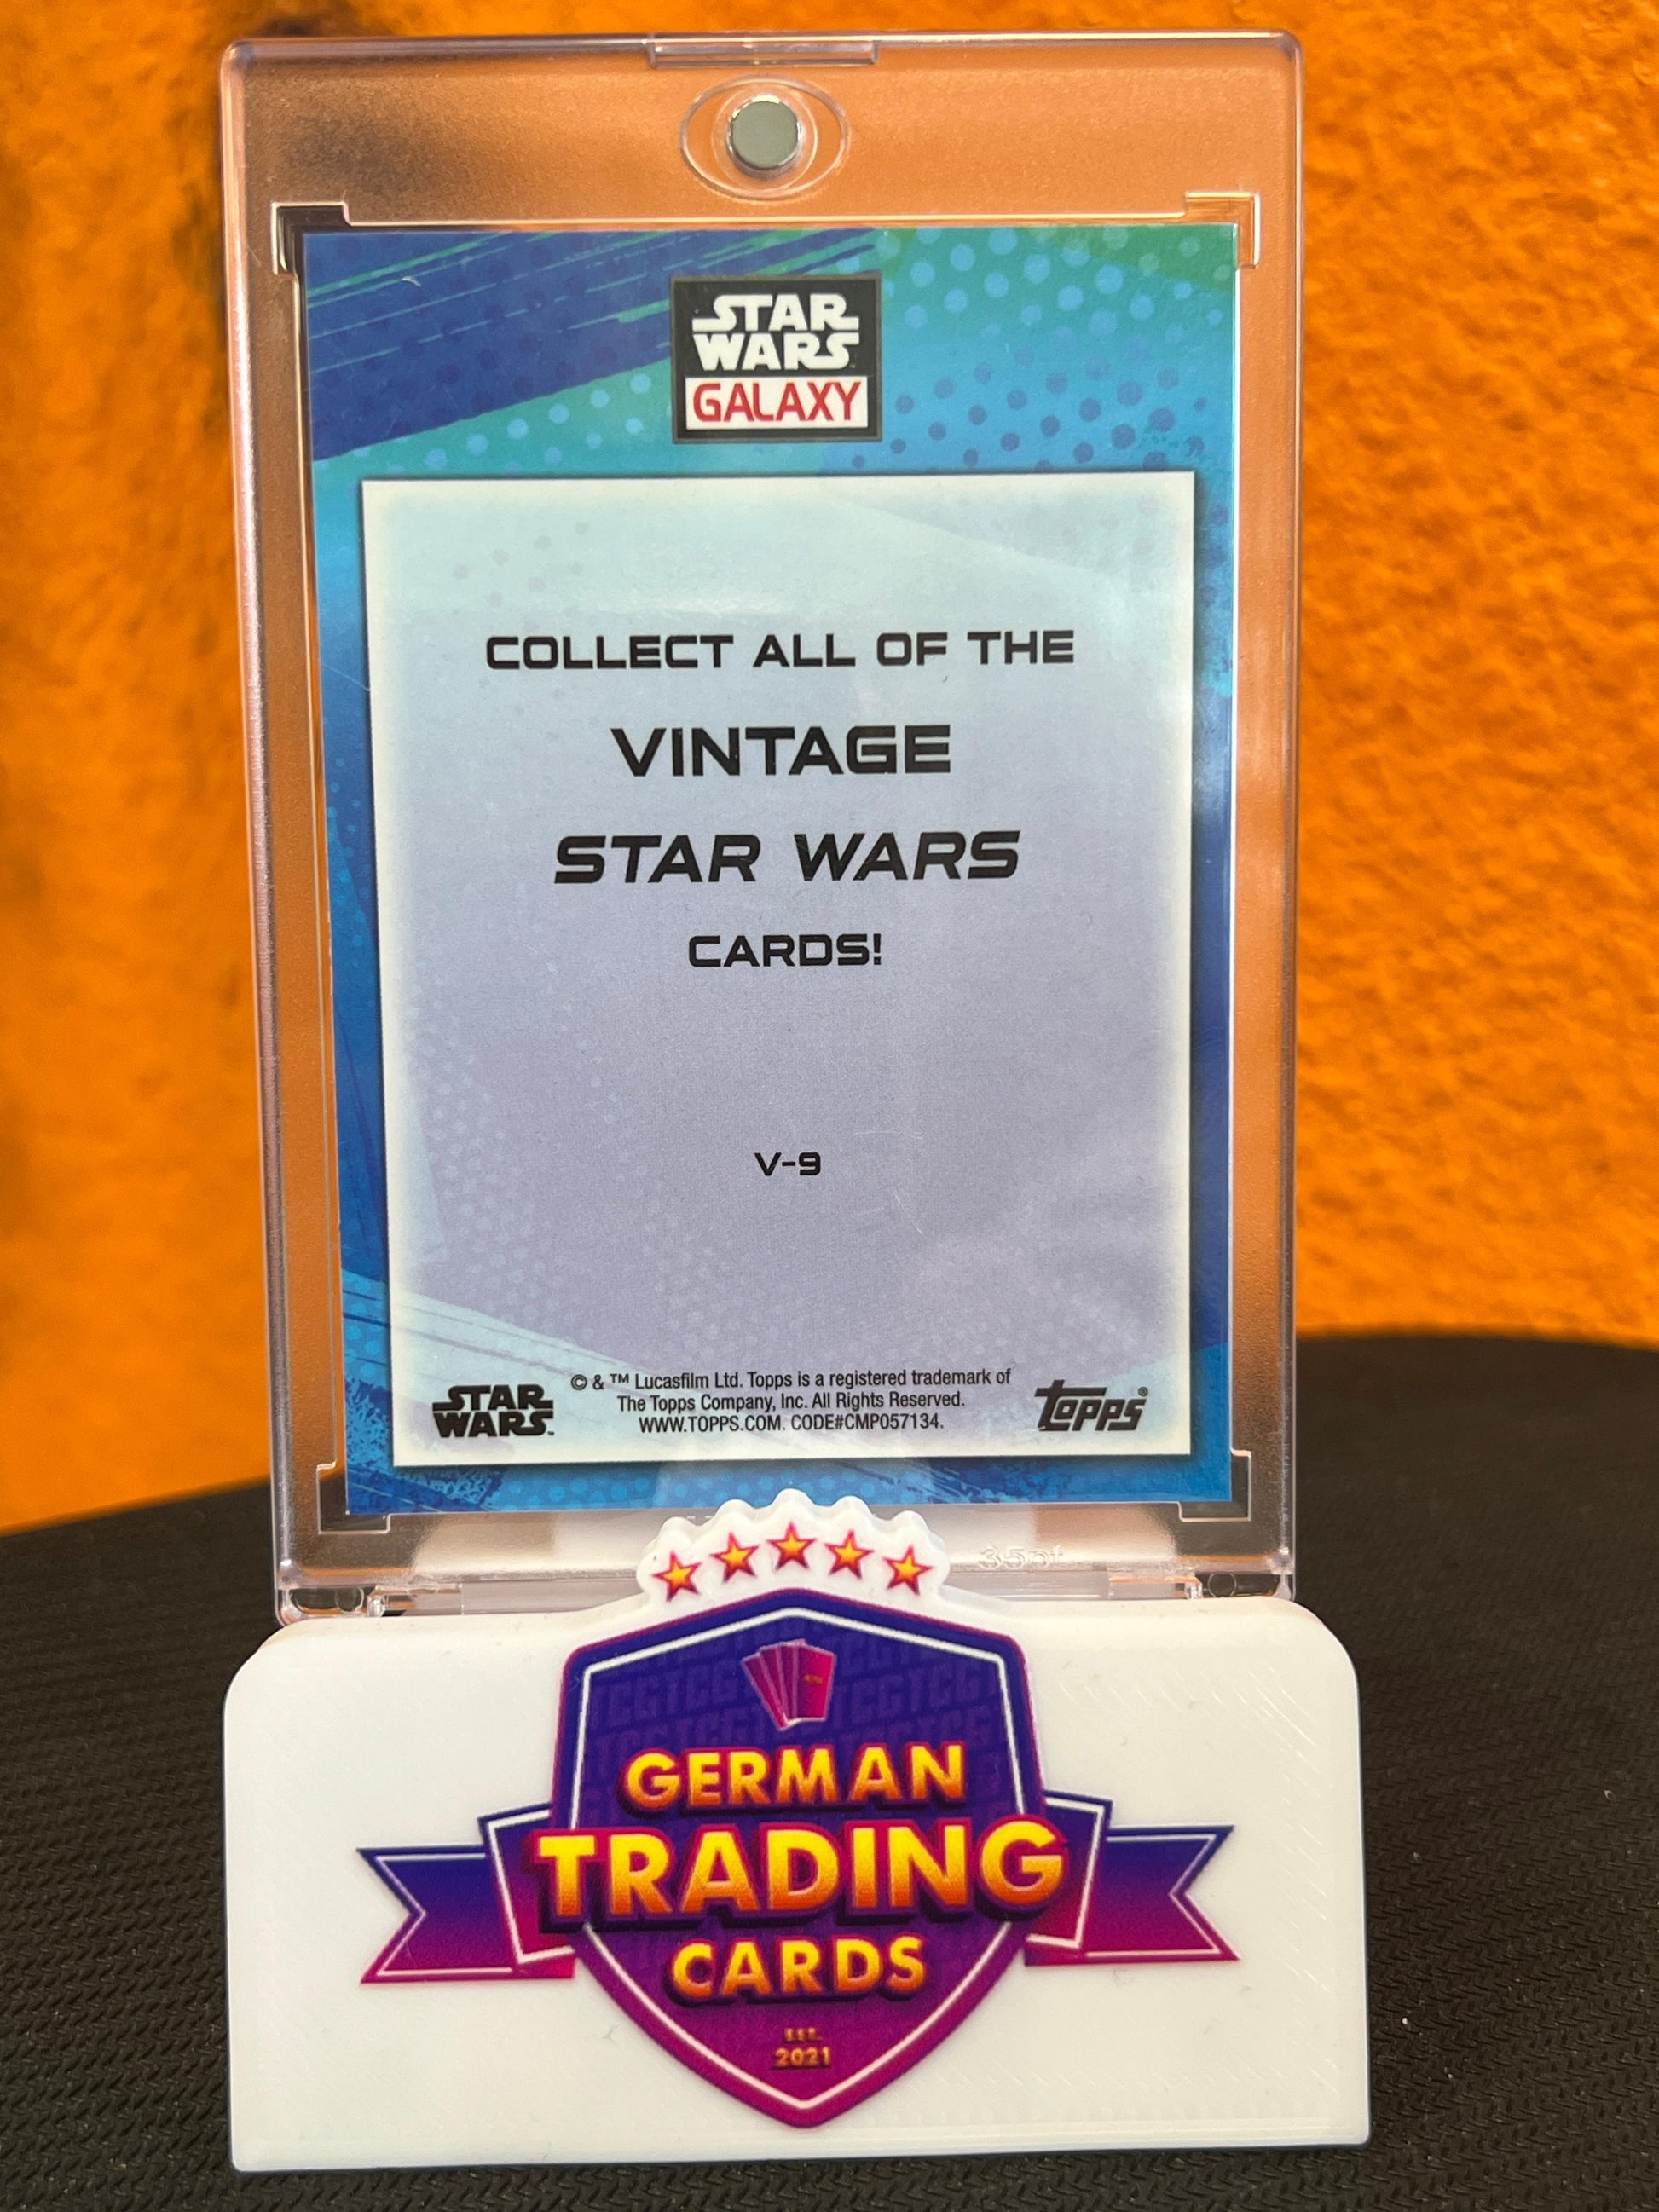 STAR
WARS
GALAXY
COLLECT ALL OF THE
VINTAGE
STAR WARS
CARDS!
V-9
STAR
WARS
© & ™ Lucasfilm Ltd. Topps is a registered trademark of
The Topps Company, Inc. All Rights Reserved.
WWW.TOPPS.COM. CODE#CMP057134.
topps®
35pt
GERMAN
TRADING
CARDS
EST.
2021